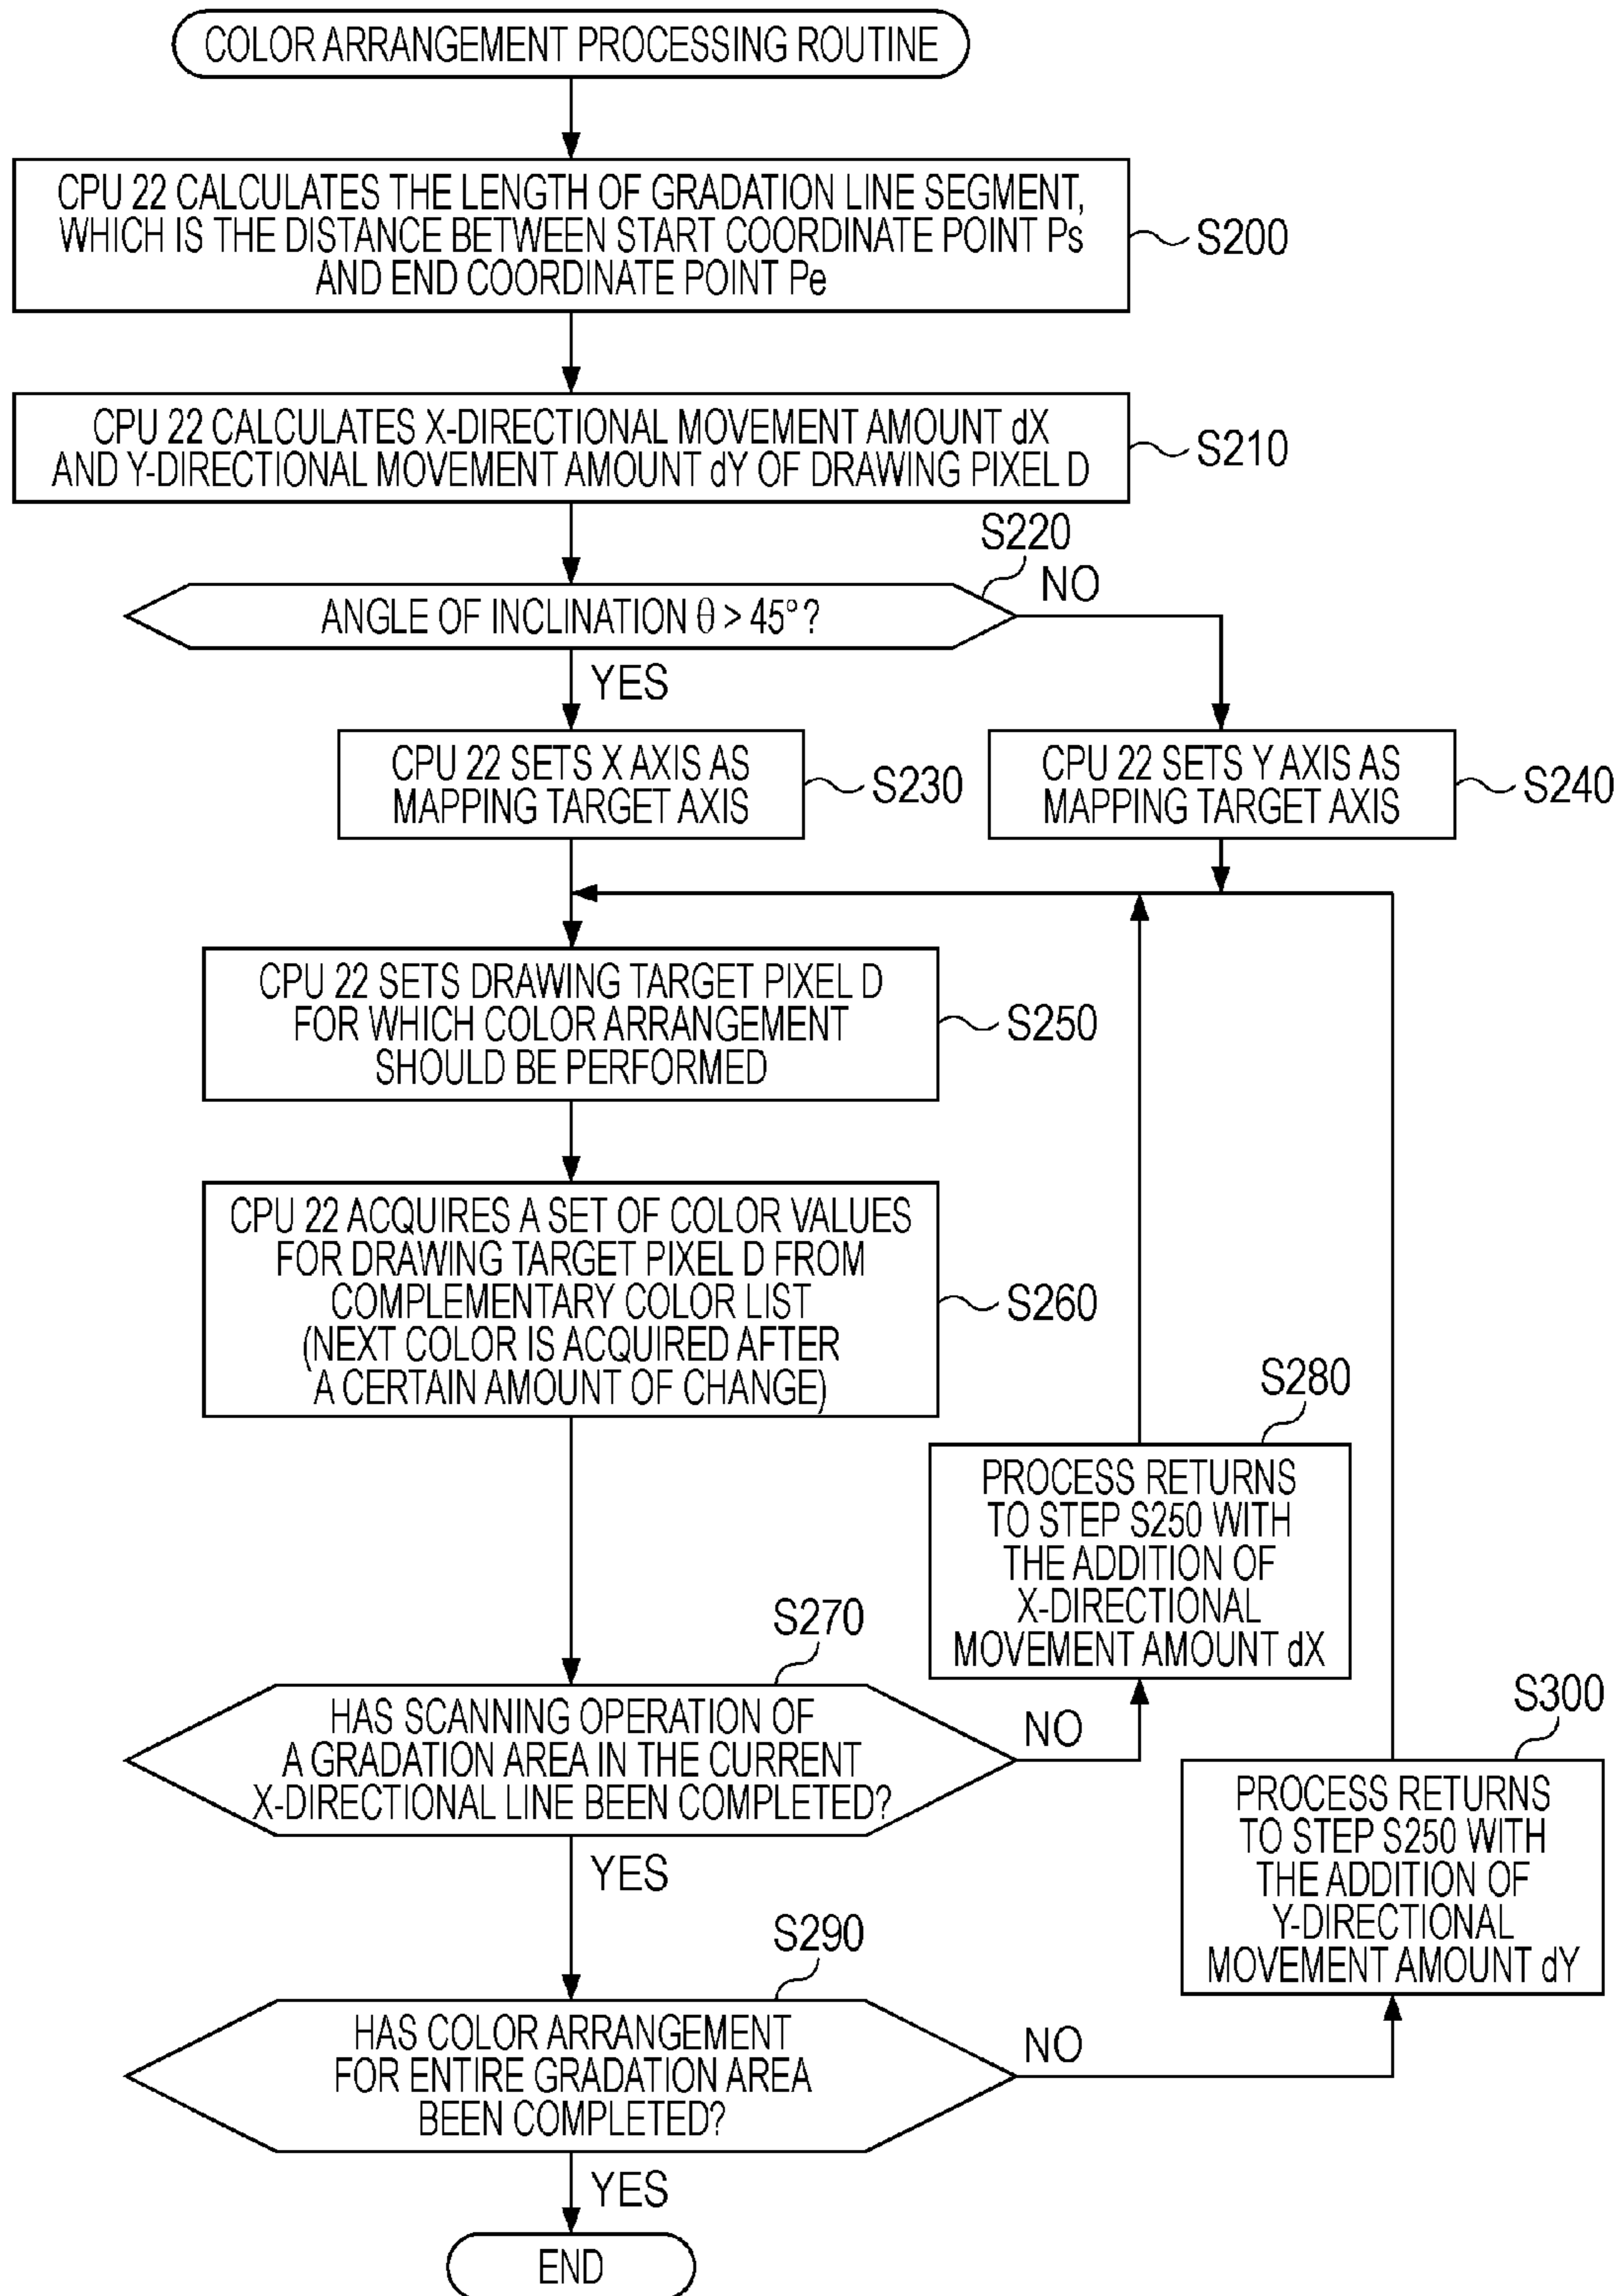 COLOR ARRANGEMENT PROCESSING ROUTINE
CPU 22 CALCULATES THE LENGTH OF GRADATION LINE SEGMENT,
WHICH IS THE DISTANCE BETWEEN START COORDINATE POINT Ps
AND END COORDINATE POINT Pe
S200
CPU 22 CALCULATES X-DIRECTIONAL MOVEMENT AMOUNT dX
AND Y-DIRECTIONAL MOVEMENT AMOUNT dY OF DRAWING PIXEL D
S210
S220
ANGLE OF INCLINATION θ > 45°?
NO
YES
CPU 22 SETS X AXIS AS
MAPPING TARGET AXIS
S230
CPU 22 SETS Y AXIS AS
MAPPING TARGET AXIS
S240
CPU 22 SETS DRAWING TARGET PIXEL D
FOR WHICH COLOR ARRANGEMENT
SHOULD BE PERFORMED
S250
CPU 22 ACQUIRES A SET OF COLOR VALUES
FOR DRAWING TARGET PIXEL D FROM
COMPLEMENTARY COLOR LIST
(NEXT COLOR IS ACQUIRED AFTER
A CERTAIN AMOUNT OF CHANGE)
S260
S280
PROCESS RETURNS
TO STEP S250 WITH
THE ADDITION OF
X-DIRECTIONAL
MOVEMENT AMOUNT dX
S270
HAS SCANNING OPERATION OF
A GRADATION AREA IN THE CURRENT
X-DIRECTIONAL LINE BEEN COMPLETED?
NO
YES
S300
PROCESS RETURNS
TO STEP S250 WITH
THE ADDITION OF
Y-DIRECTIONAL
MOVEMENT AMOUNT dY
S290
HAS COLOR ARRANGEMENT
FOR ENTIRE GRADATION AREA
BEEN COMPLETED?
NO
YES
END